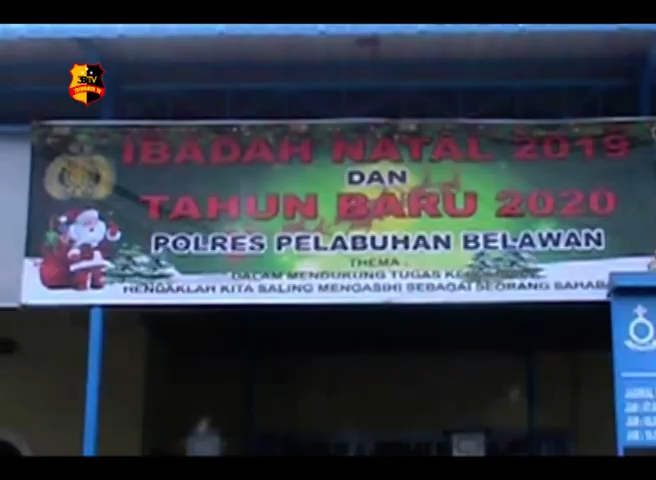 IBADAH NATAL 2019
DAN
TAHUN BARU 2020
POLRES PELABUHAN BELAWAN
THEMA :
DALAM MENDUKUNG TUGAS
HENDAKLAH KITA SALING MENGASIHI SEBAGAI SEORANG